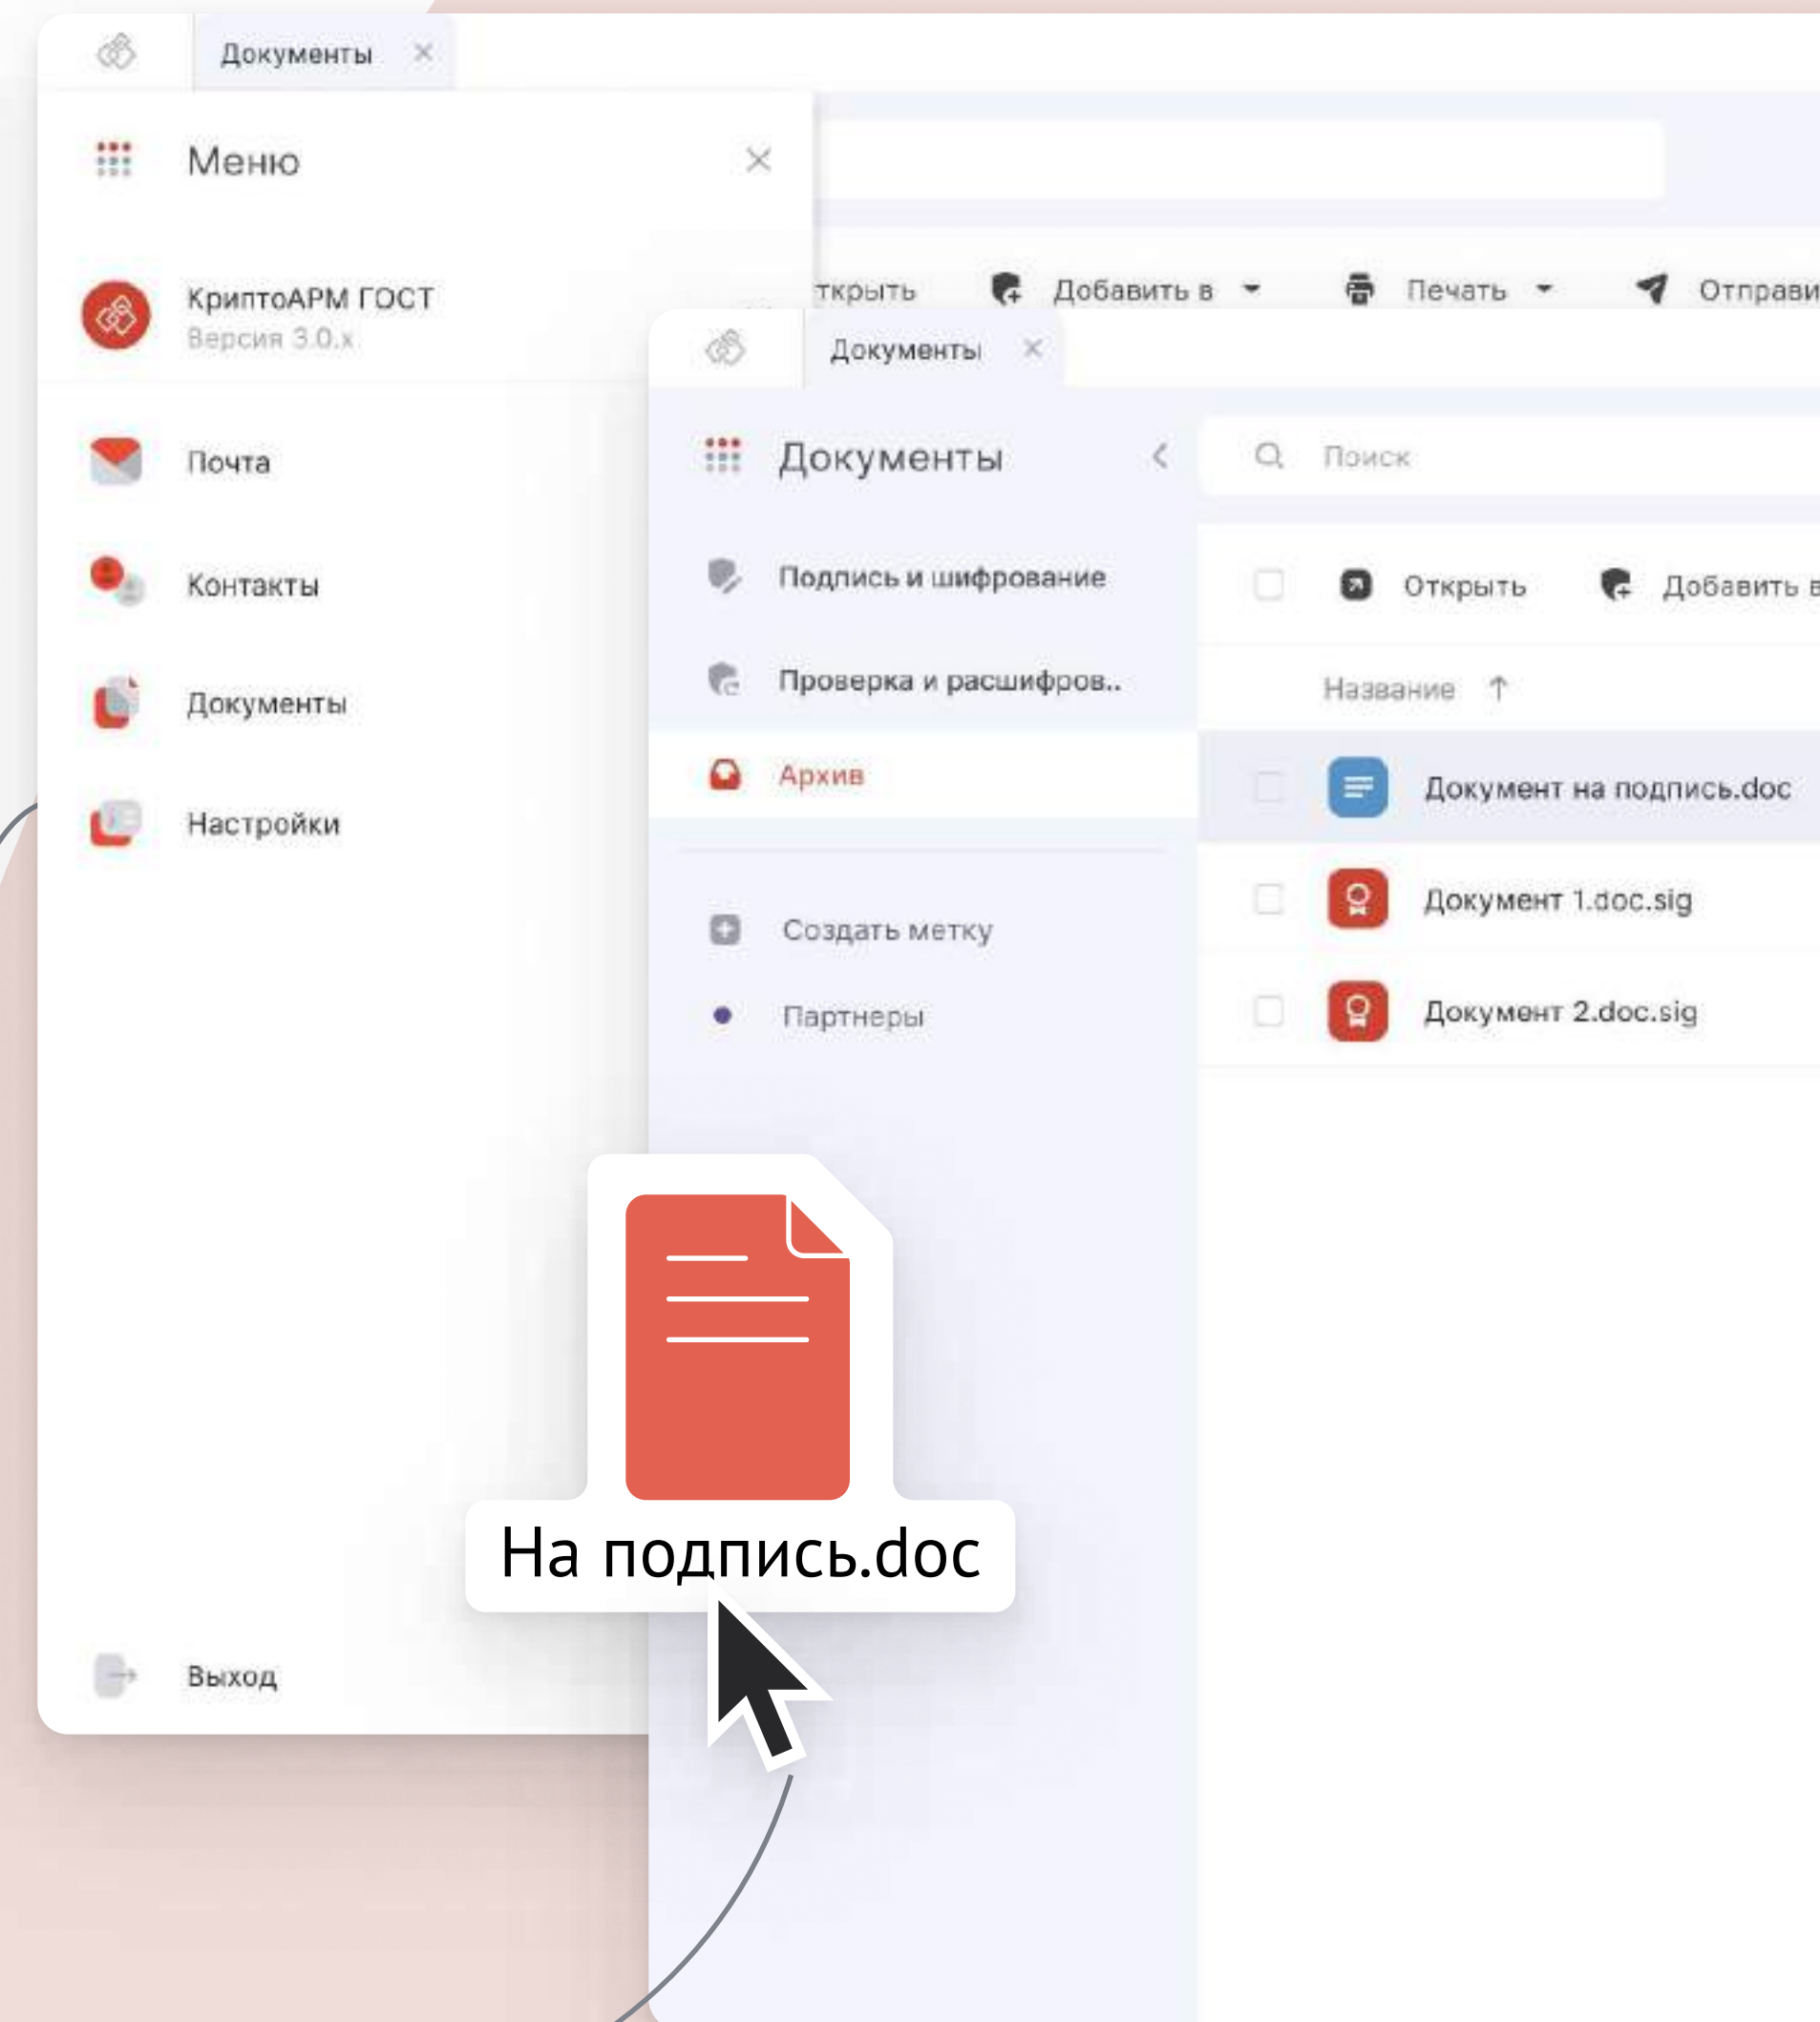 Документы
Меню
КриптоАРМ ГОСТ
Версия 3.0.x
Почта
Контакты
Документы
Настройки
Выход
ткрыть
Добавить в
Печать
Отправи
Документы
Документы
Подпись и шифрование
Проверка и расшифров..
Архив
Создать метку
Партнеры
Поиск
Открыть
Добавить в
Название ↑
Документ на подпись.doc
Документ 1.doc.sig
Документ 2.doc.sig
На подпись.doc